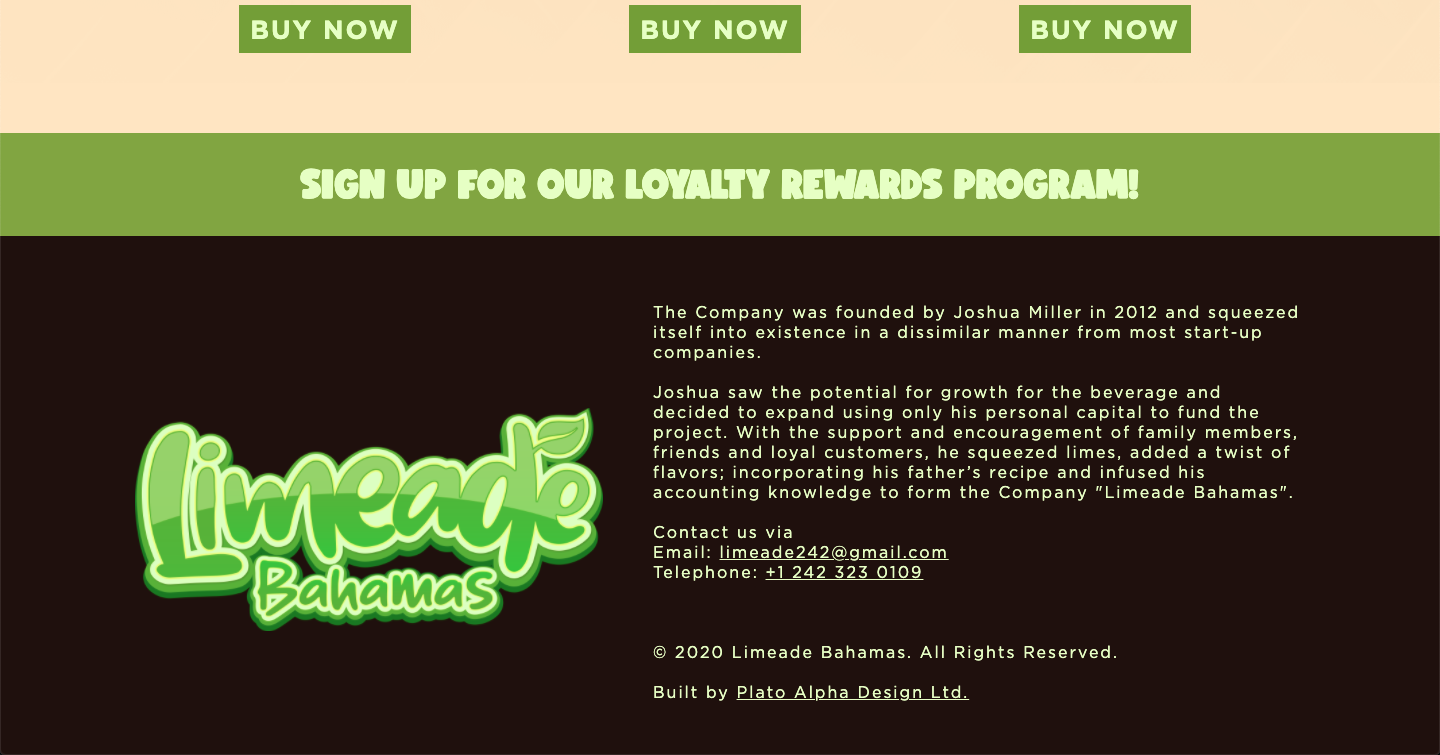 BUY NOW BUY NOW BUY NOW
SIGN UP FOR OUR LOYALTY REWARDS PROGRAM!
Limeade
Bahamas
The Company was founded by Joshua Miller in 2012 and squeezed
itself into existence in a dissimilar manner from most start-up
companies.
Joshua saw the potential for growth for the beverage and
decided to expand using only his personal capital to fund the
project. With the support and encouragement of family members,
friends and loyal customers, he squeezed limes, added a twist of
flavors; incorporating his father’s recipe and infused his
accounting knowledge to form the Company "Limeade Bahamas".
Contact us via
Email: limeade242@gmail.com
Telephone: +1 242 323 0109
© 2020 Limeade Bahamas. All Rights Reserved.
Built by Plato Alpha Design Ltd.